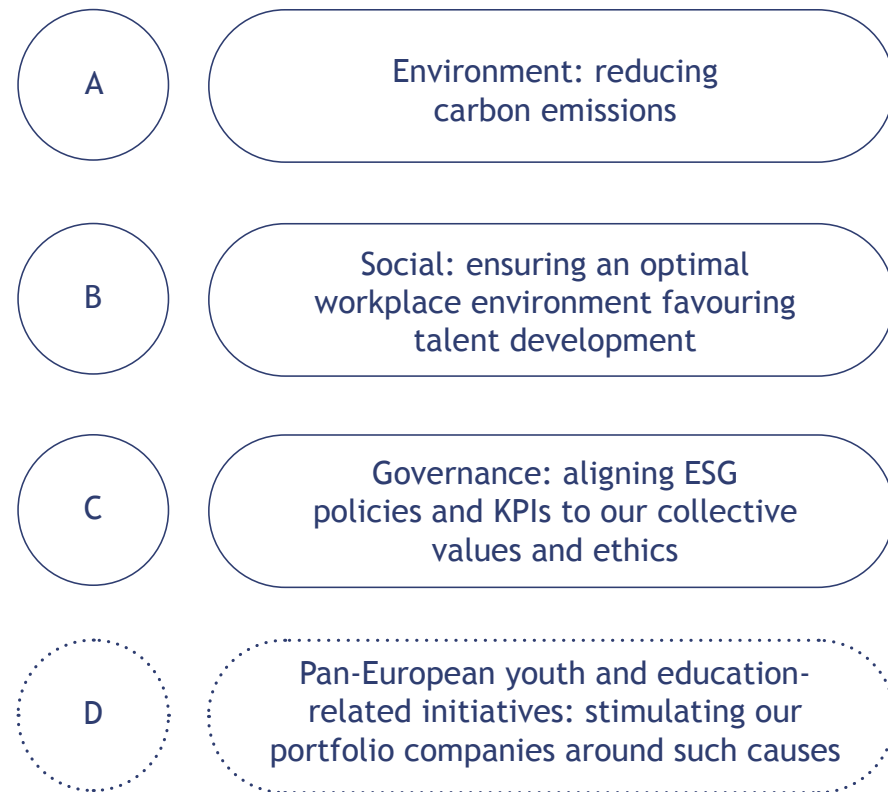 A
Environment: reducing
carbon emissions
B
Social: ensuring an optimal
workplace environment favouring
talent development
C
Governance: aligning ESG
policies and KPIs to our collective
values and ethics
D
Pan-European youth and education-
related initiatives: stimulating our
portfolio companies around such causes